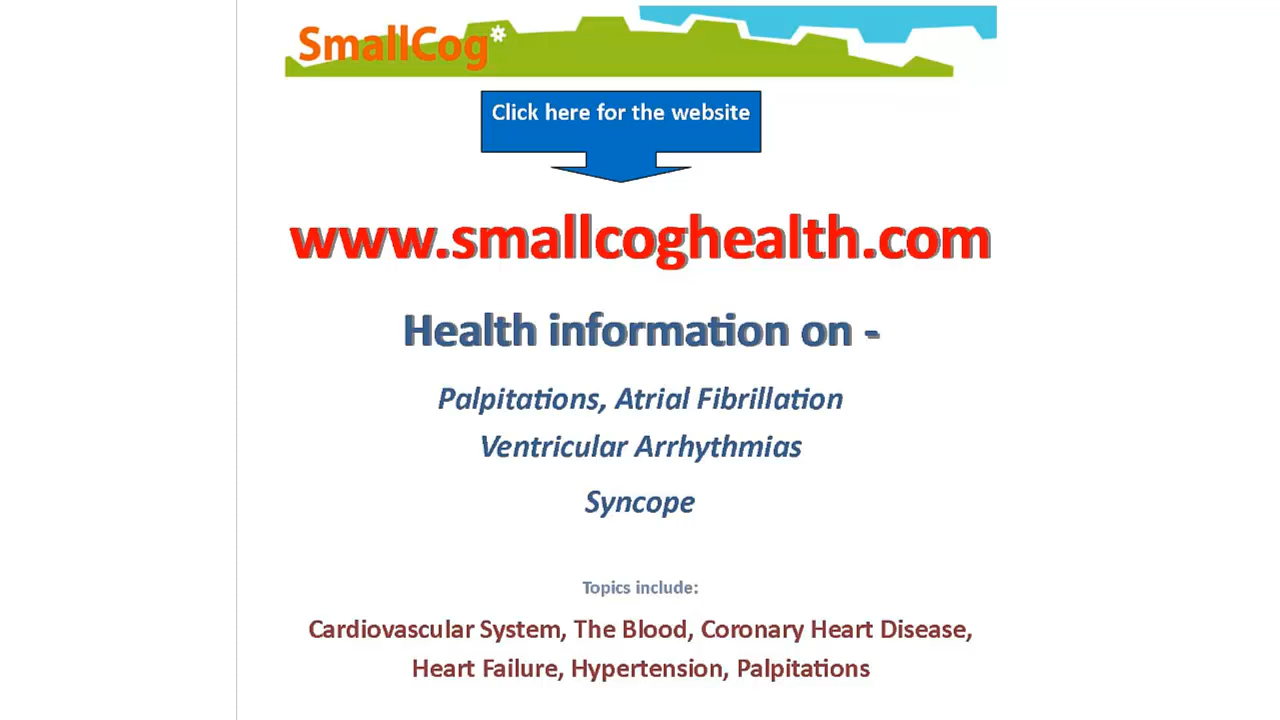 SmallCog
Click here for the website
www.smallcoghealth.com
Health information on -
Palpitations, Atrial Fibrillation
Ventricular Arrhythmias
Syncope
Topics include:
Cardiovascular System, The Blood, Coronary Heart Disease,
Heart Failure, Hypertension, Palpitations